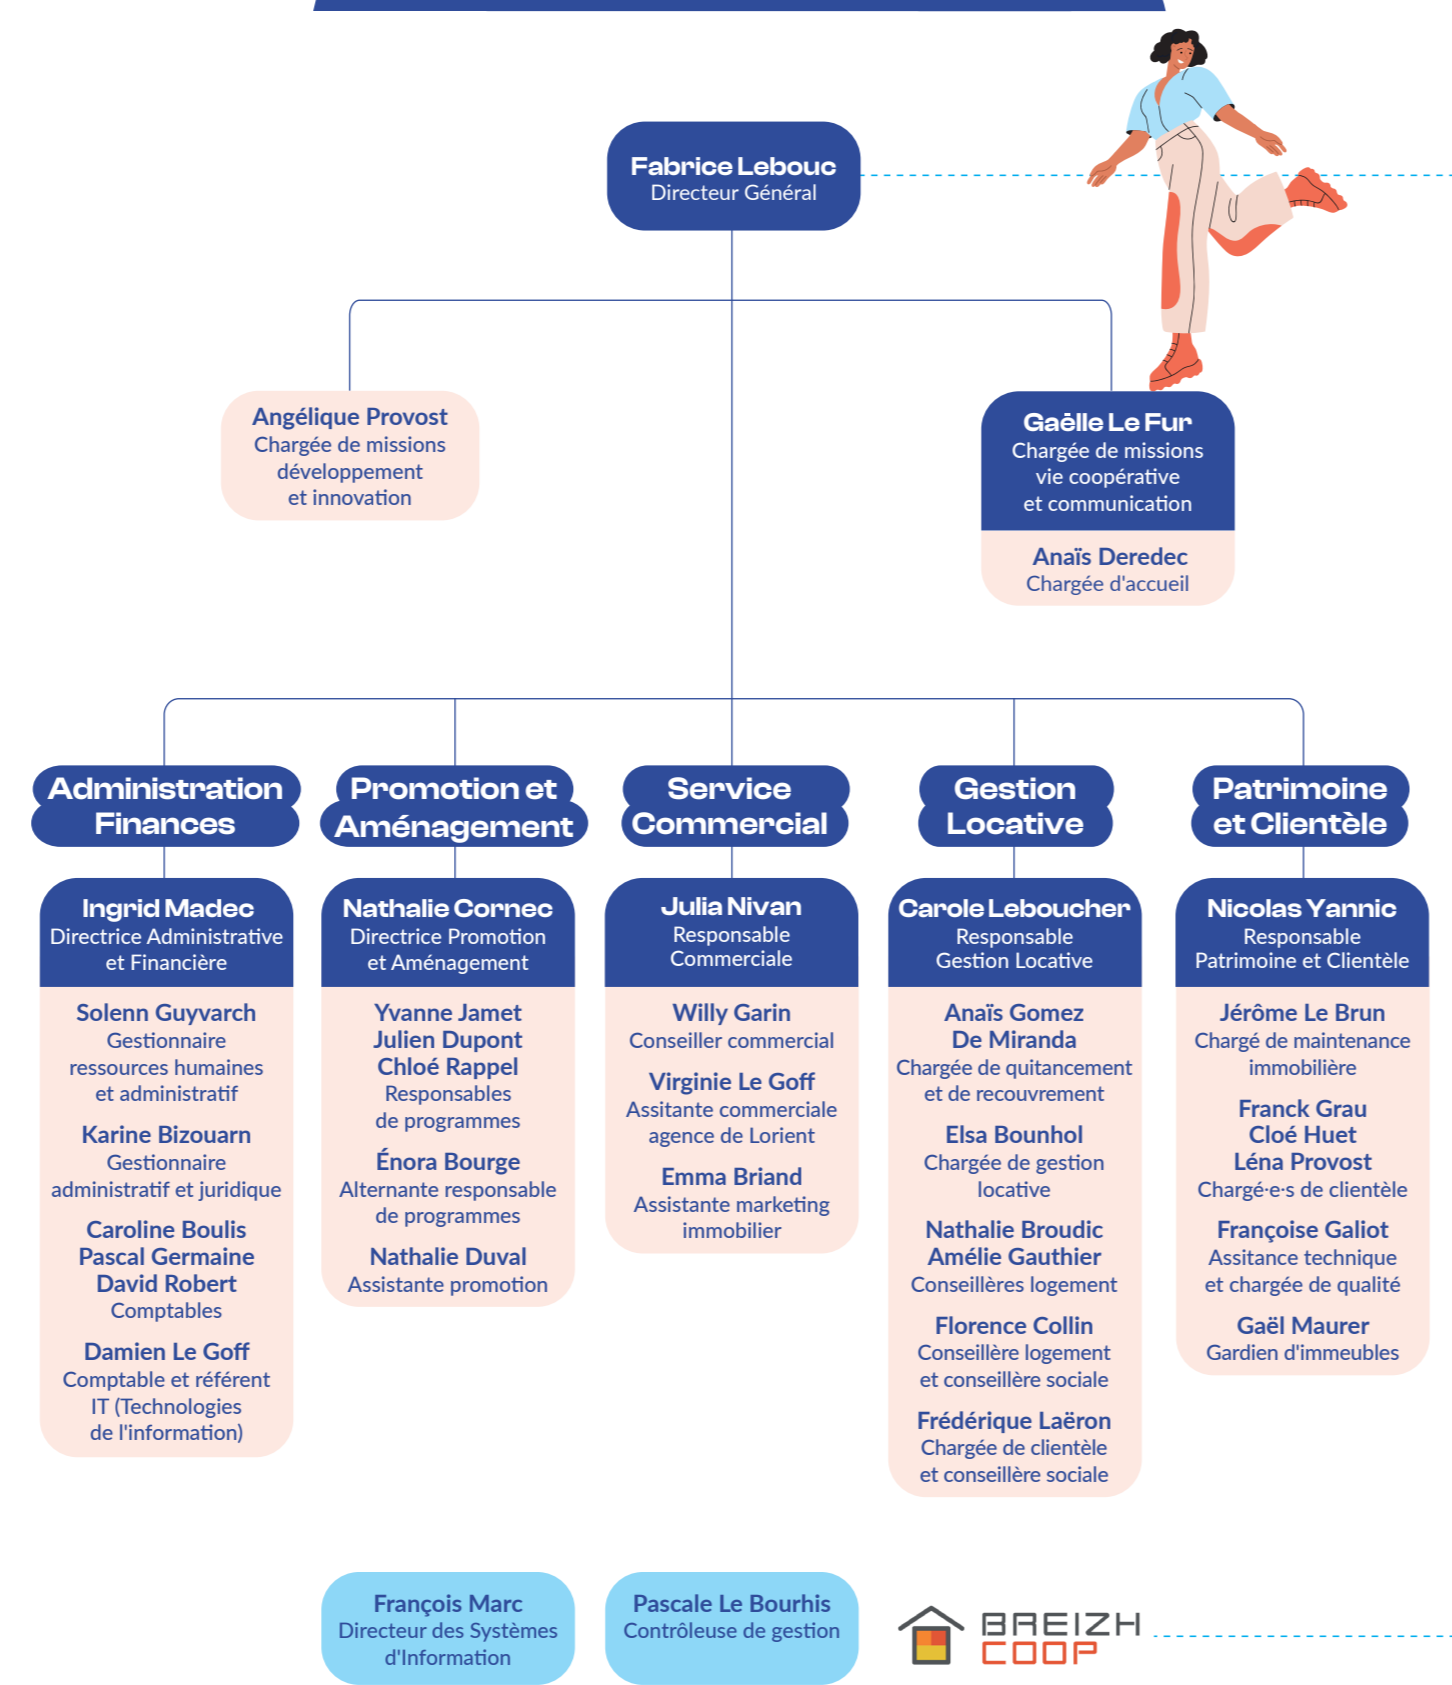 Fabrice Lebouc
Directeur Général
Angélique Provost
Chargée de missions
développement
et innovation
Gaëlle Le Fur
Chargée de missions
vie coopérative
et communication
Anaïs Deredec
Chargée d'accueil
Administration
Finances
Ingrid Madec
Directrice Administrative
et Financière
Solenn Guyvarch
Gestionnaire
ressources humaines
et administratif
Karine Bizouarn
Gestionnaire
administratif et juridique
Caroline Boulis
Pascal Germaine
David Robert
Comptables
Damien Le Goff
Comptable et référent
IT (Technologies
de l'information)
Promotion et
Aménagement
Nathalie Cornec
Directrice Promotion
et Aménagement
Yvanne Jamet
Julien Dupont
Chloé Rappel
Responsables
de programmes
Énora Bourge
Alternante responsable
de programmes
Nathalie Duval
Assistante promotion
Service
Commercial
Julia Nivan
Responsable
Commerciale
Willy Garin
Conseiller commercial
Virginie Le Goff
Assitante commerciale
agence de Lorient
Emma Briand
Assistante marketing
immobilier
Gestion
Locative
Carole Leboucher
Responsable
Gestion Locative
Anaïs Gomez
De Miranda
Chargée de quitancement
et de recouvrement
Elsa Bounhol
Chargée de gestion
locative
Nathalie Broudic
Amélie Gauthier
Conseillères logement
Florence Collin
Conseillère logement
et conseillère sociale
Frédérique Laëron
Chargée de clientèle
et conseillère sociale
Patrimoine
et Clientèle
Nicolas Yannic
Responsable
Patrimoine et Clientèle
Jérôme Le Brun
Chargé de maintenance
immobilière
Franck Grau
Cloé Huet
Léna Provost
Chargé·e·s de clientèle
Françoise Galiot
Assitance technique
et chargée de qualité
Gaël Maurer
Gardien d'immeubles
François Marc
Directeur des Systèmes
d'Information
Pascale Le Bourhis
Contrôleuse de gestion
BREIZH
COOP